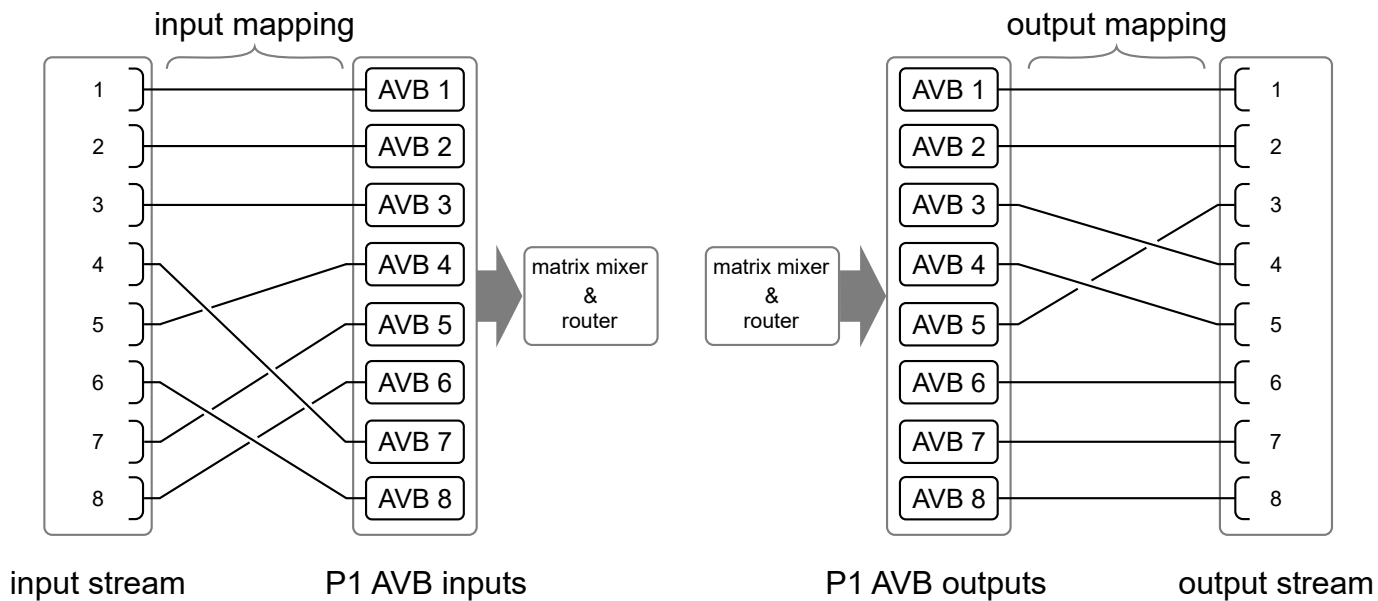 input mapping
output mapping
1
AVB 1
AVB 1
1
2
AVB 2
AVB 2
2
3
AVB 3
AVB 3
3
4
AVB 4
AVB 4
4
5
AVB 5
AVB 5
5
6
AVB 6
AVB 6
6
7
AVB 7
AVB 7
7
8
AVB 8
AVB 8
8
matrix mixer
&
router
matrix mixer
&
router
input stream
P1 AVB inputs
P1 AVB outputs
output stream